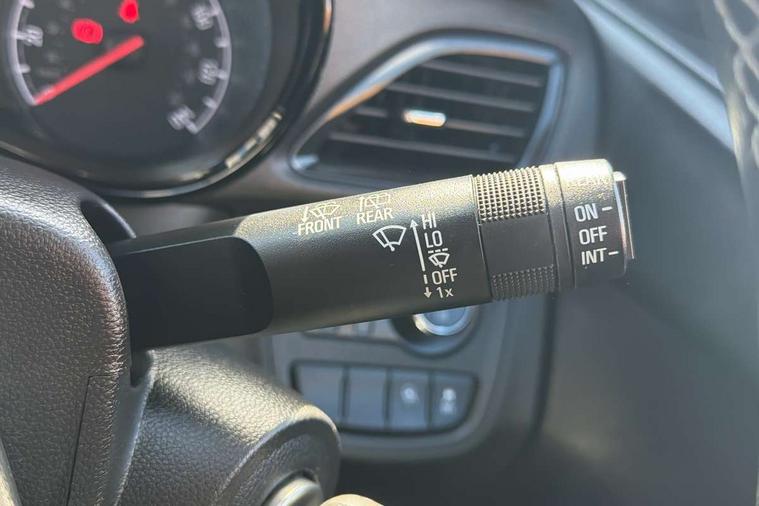 FRONT
REAR
HI
LO
OFF
1x
ON
OFF
INT